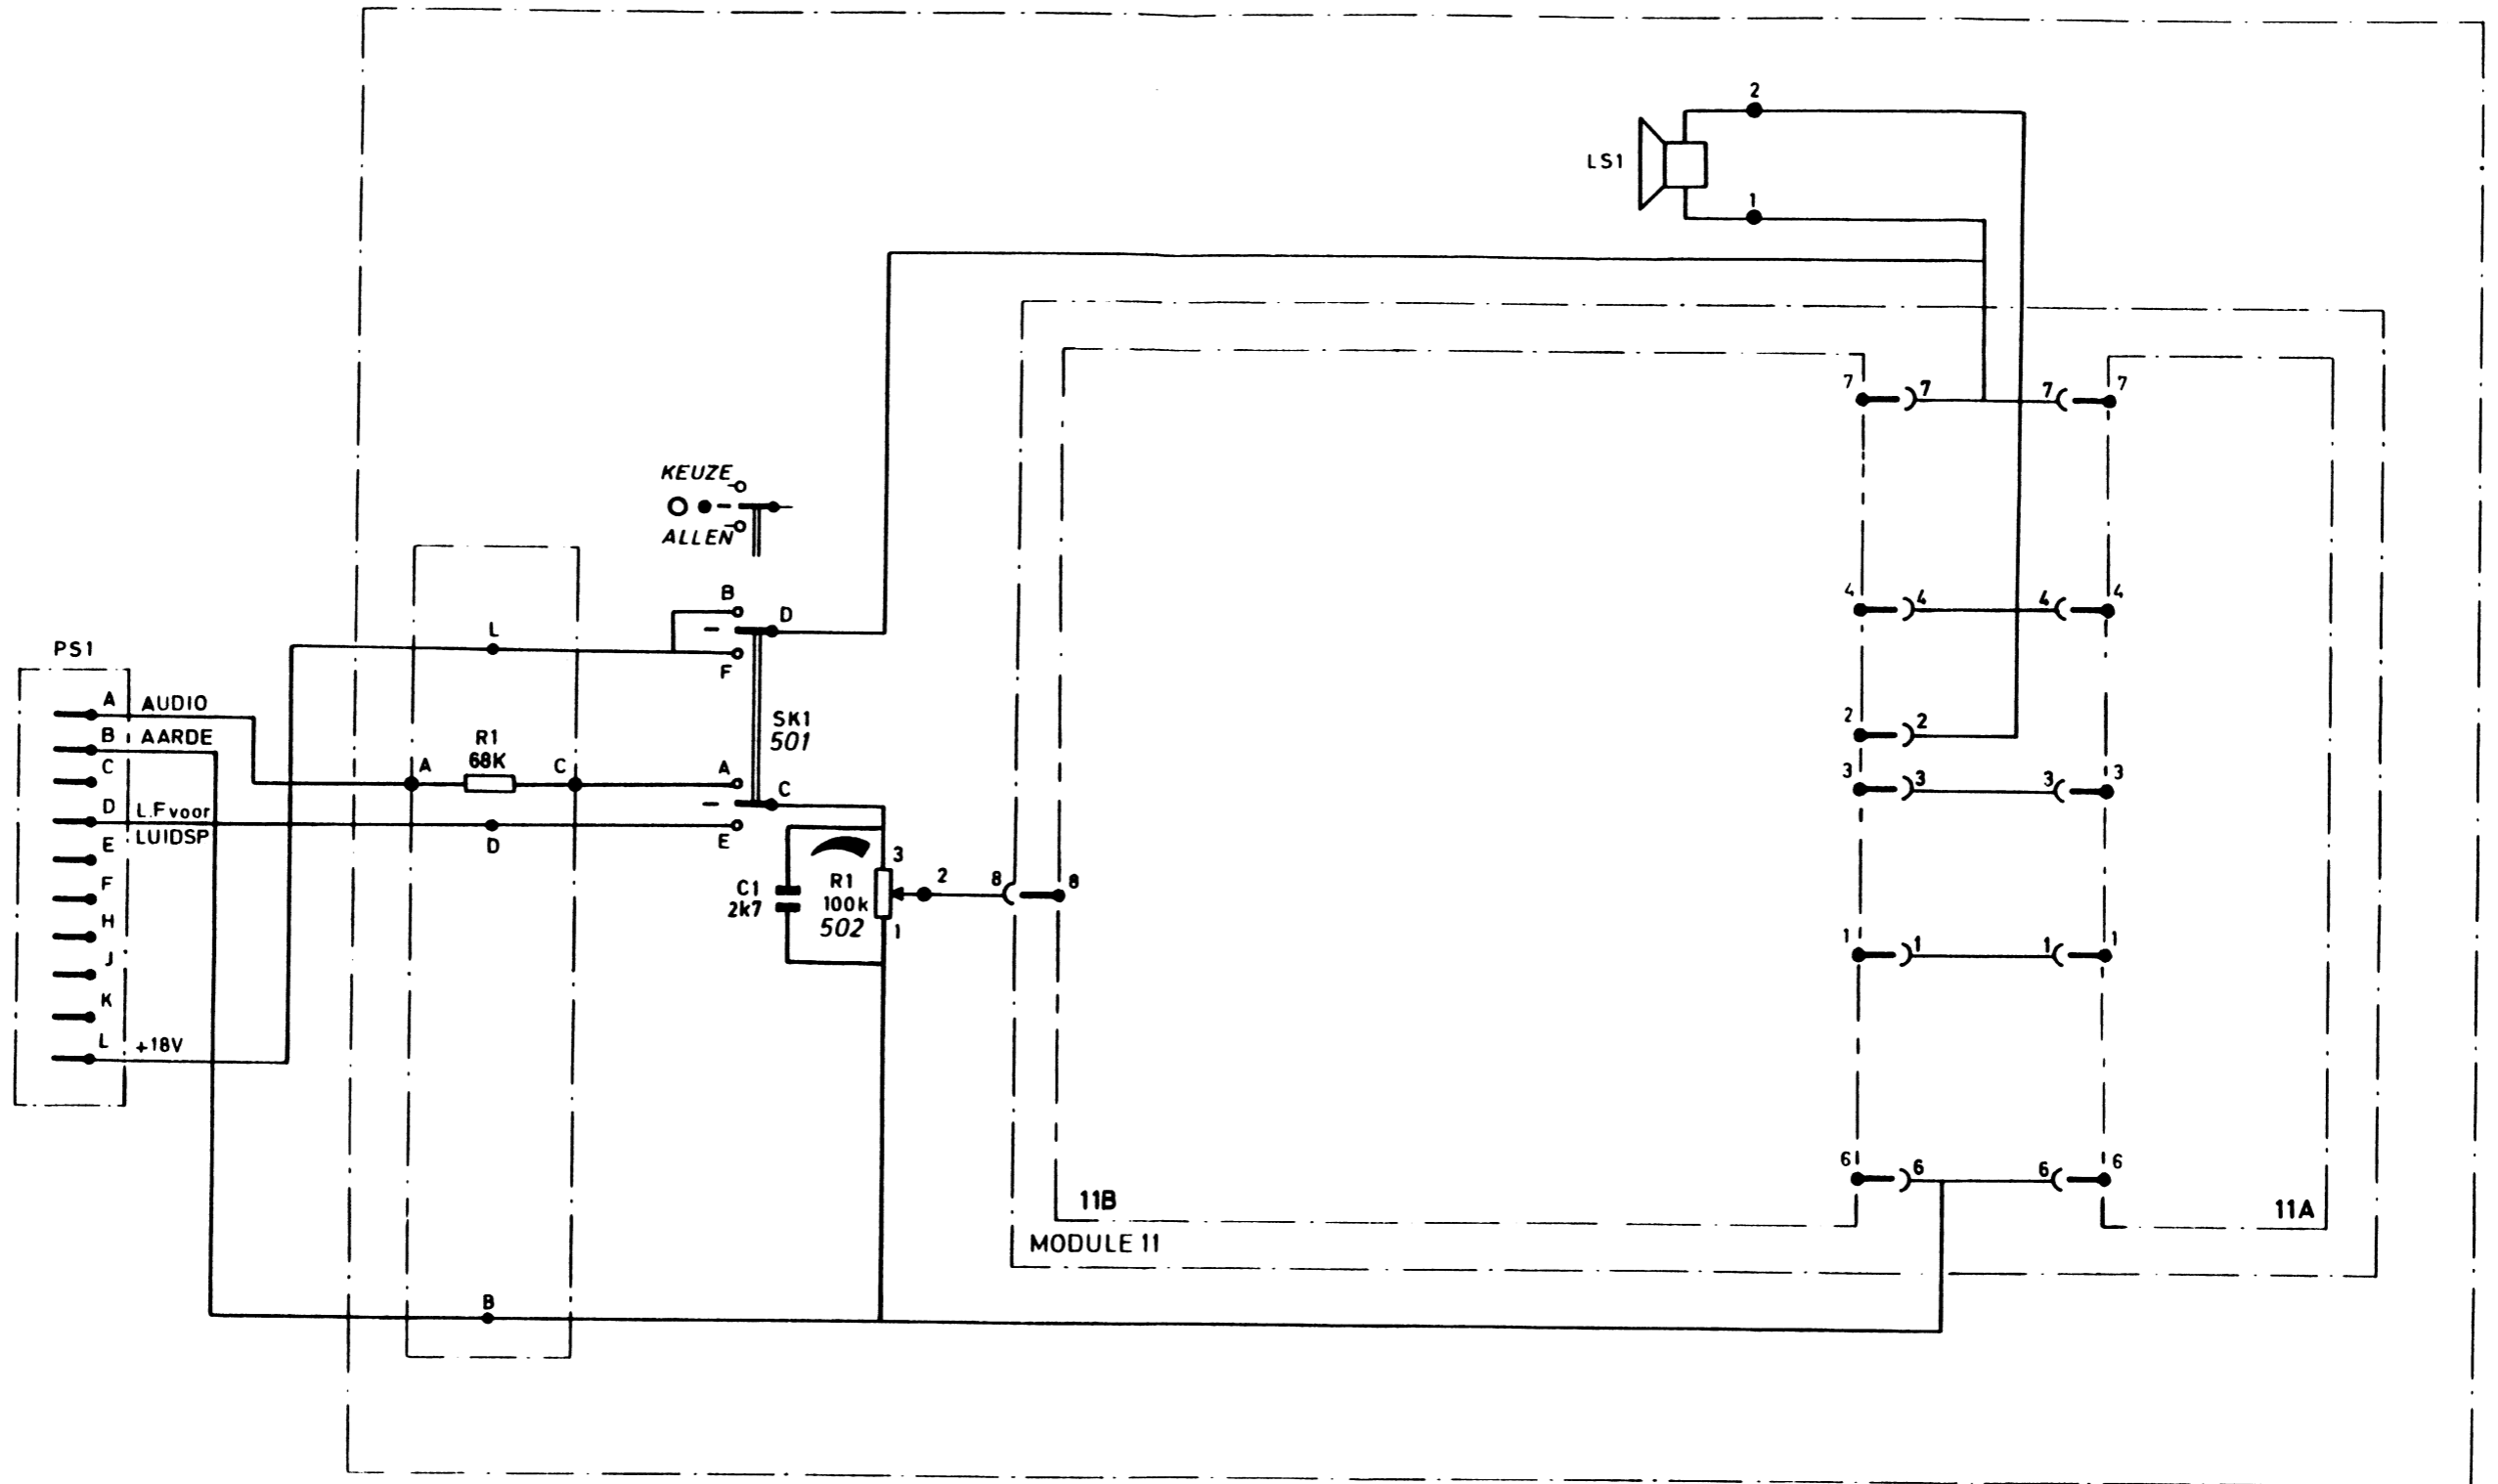 2
LS1
1
7
7
7
7
KEUZE
ALLEN
B
D
F
L
4
4
4
4
PS1
A
AUDIO
B
AARDE
C
D
L.F voor
LUIDSP
E
F
H
J
K
L
+18V
R1
68K
A
C
D
SK1
501
A
C
E
2
2
3
3
3
3
C1
2k7
R1
100k
502
3
1
2
8
8
1
1
1
1
6
6
6
6
11B
11A
MODULE 11
B